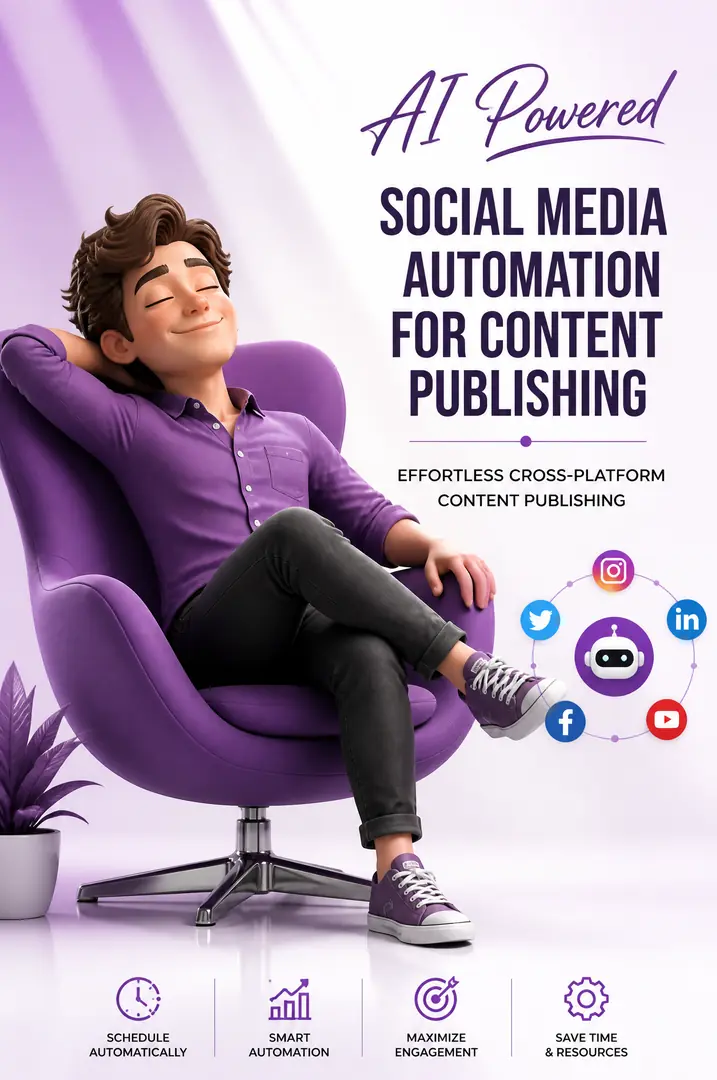 AI Powered
SOCIAL MEDIA
AUTOMATION
FOR CONTENT
PUBLISHING
EFFORTLESS CROSS-PLATFORM
CONTENT PUBLISHING
in
f
SCHEDULE
AUTOMATICALLY
SMART
AUTOMATION
MAXIMIZE
ENGAGEMENT
SAVE TIME
& RESOURCES